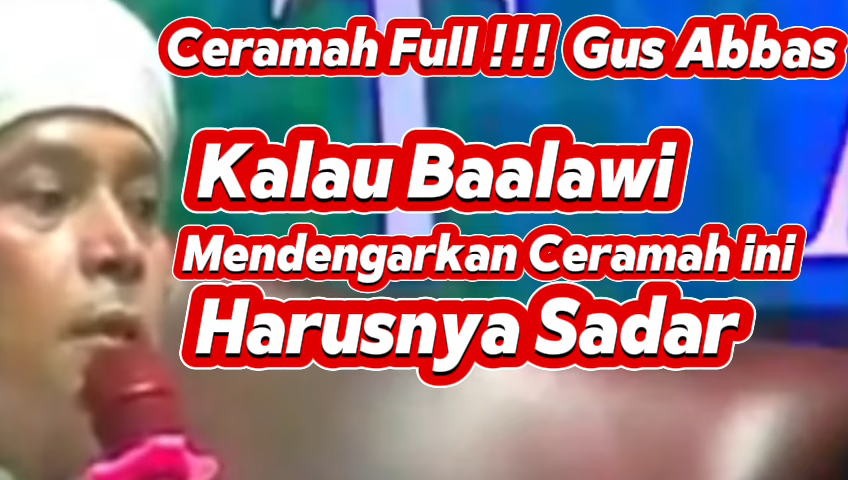 Ceramah Full !!! Gus Abbas
Kalau Baalawi
Mendengarkan Ceramah ini
Harusnya Sadar